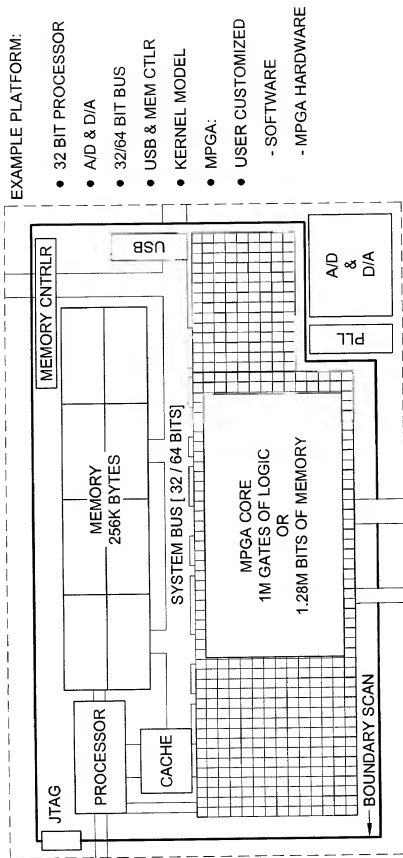 EXAMPLE PLATFORM:
● 32 BIT PROCESSOR
● A/D & D/A
● 32/64 BIT BUS
● USB & MEM CTLR
● KERNEL MODEL
● MPGA:
● USER CUSTOMIZED
- SOFTWARE
- MPGA HARDWARE
JTAG
MEMORY CNTRLR
PROCESSOR
MEMORY
256K BYTES
USB
CACHE
SYSTEM BUS [ 32 / 64 BITS]
MPGA CORE
1M GATES OF LOGIC
OR
1.28M BITS OF MEMORY
PLL
A/D
&
D/A
BOUNDARY SCAN